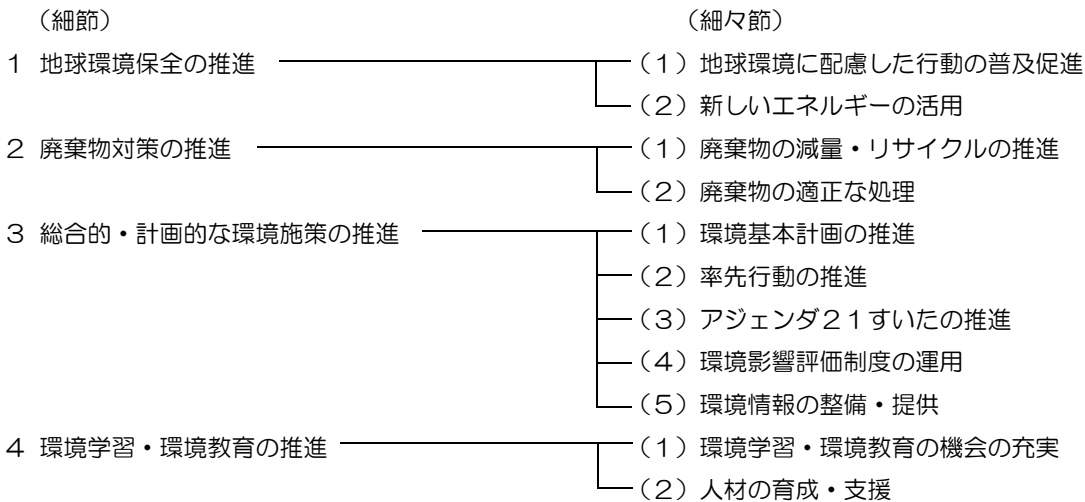 （細節）　（細々節）
１ 地球環境保全の推進　（１）地球環境に配慮した行動の普及促進
（２）新しいエネルギーの活用
２ 廃棄物対策の推進　（１）廃棄物の減量・リサイクルの推進
（２）廃棄物の適正な処理
３ 総合的・計画的な環境施策の推進　（１）環境基本計画の推進
（２）率先行動の推進
（３）アジェンダ２１すいたの推進
（４）環境影響評価制度の運用
（５）環境情報の整備・提供
４ 環境学習・環境教育の推進　（１）環境学習・環境教育の機会の充実
（２）人材の育成・支援